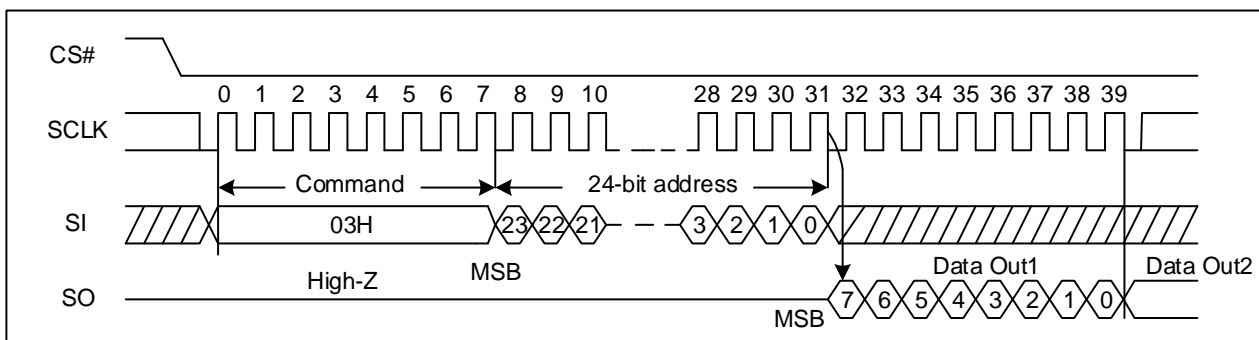 CS#
0 1 2 3 4 5 6 7 8 9 10 28 29 30 31 32 33 34 35 36 37 38 39
SCLK
Command 24-bit address
SI 03H 23 22 21 3 2 1 0
High-Z MSB Data Out1 Data Out2
SO 7 6 5 4 3 2 1 0
MSB